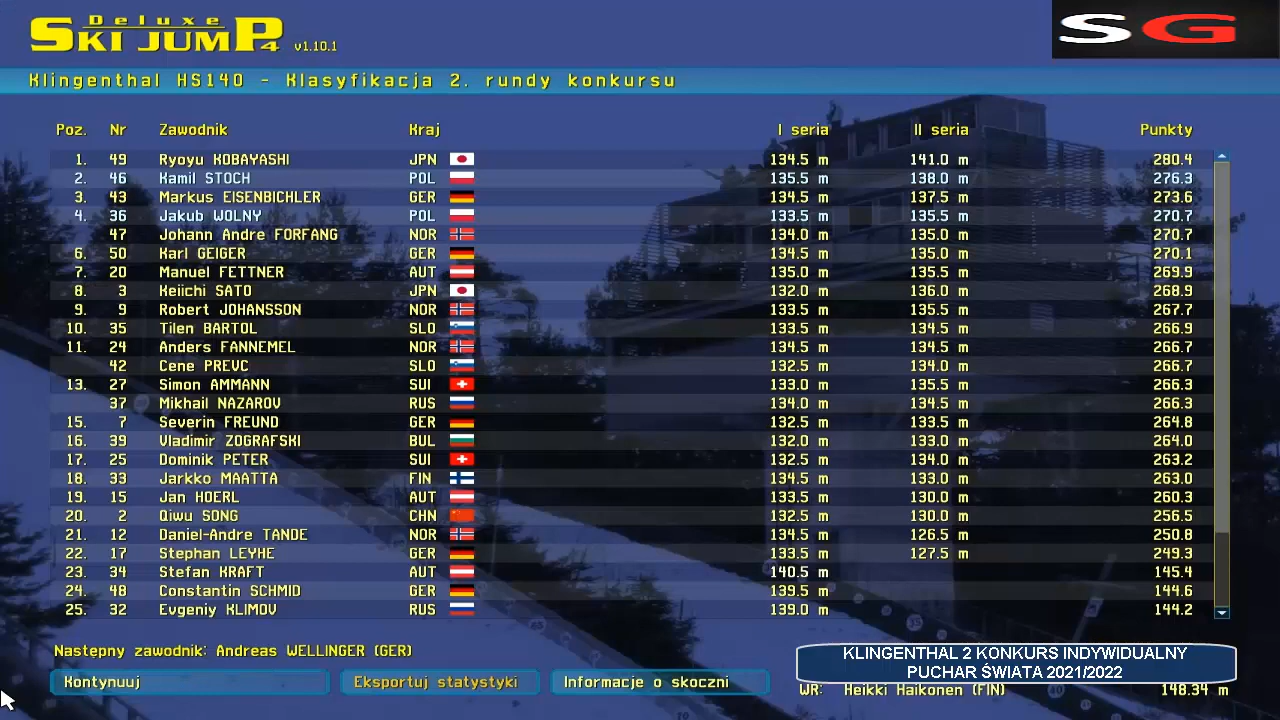 Deluxe
SKI JUMP 4 v1.10.1
SG
Klingenthal HS140 - Klasyfikacja 2. rundy konkursu
Poz. Nr Zawodnik Kraj I seria II seria Punkty
1. 49 Ryoyu KOBAYASHI JPN 134.5 m 141.0 m 280.4
2. 46 Kamil STOCH POL 135.5 m 138.0 m 276.3
3. 43 Markus EISENBICHLER GER 134.5 m 137.5 m 273.6
4. 36 Jakub WOLNY POL 133.5 m 135.5 m 270.7
47 Johann Andre FORFANG NOR 134.0 m 135.0 m 270.7
6. 50 Karl GEIGER GER 134.5 m 135.0 m 270.1
7. 20 Manuel FETTNER AUT 135.0 m 135.5 m 269.9
8. 3 Keiichi SATO JPN 132.0 m 136.0 m 268.9
9. 9 Robert JOHANSSON NOR 133.5 m 135.5 m 267.7
10. 35 Tilen BARTOL SLO 133.5 m 134.5 m 266.9
11. 24 Anders FANNEMEL NOR 134.5 m 134.5 m 266.7
42 Cene PREVC SLO 132.5 m 134.0 m 266.7
13. 27 Simon AMMANN SUI 133.0 m 135.5 m 266.3
37 Mikhail NAZAROV RUS 134.0 m 134.5 m 266.3
15. 7 Severin FREUND GER 132.5 m 133.5 m 264.8
16. 39 Vladimir ZOGRAFSKI BUL 132.0 m 133.0 m 264.0
17. 25 Dominik PETER SUI 132.5 m 134.0 m 263.2
18. 33 Jarkko MAATTA FIN 134.5 m 133.0 m 263.0
19. 15 Jan HOERL AUT 133.5 m 130.0 m 260.3
20. 2 Qiwu SONG CHN 132.5 m 130.0 m 256.5
21. 12 Daniel-Andre TANDE NOR 134.5 m 126.5 m 250.8
22. 17 Stephan LEYHE GER 133.5 m 127.5 m 249.3
23. 34 Stefan KRAFT AUT 140.5 m 145.4
24. 48 Constantin SCHMID GER 139.5 m 144.6
25. 32 Evgeniy KLIMOV RUS 139.0 m 144.2
Następny zawodnik: Andreas WELLINGER (GER)
Kontynuuj Eksportuj statystyki Informacje o skoczni
KLINGENTHAL 2 KONKURS INDYWIDUALNY
PUCHAR ŚWIATA 2021/2022
WR: Heikki Haikonen (FIN) 148.34 m